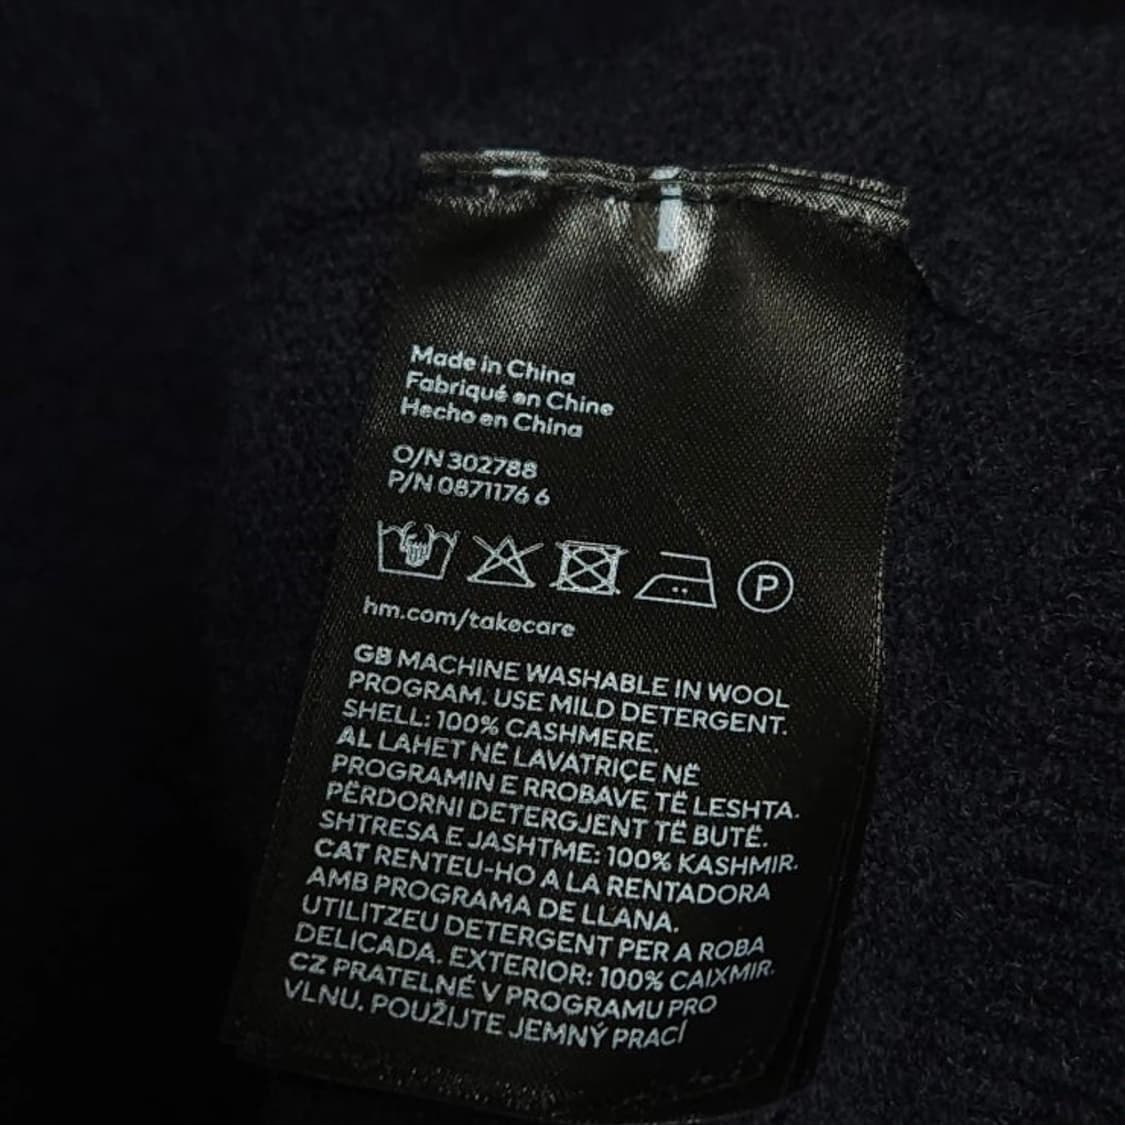 Made in China
Fabriqué en Chine
Hecho en China
O/N 302788
P/N 0871176 6
P
hm.com/takecare
GB MACHINE WASHABLE IN WOOL
PROGRAM. USE MILD DETERGENT.
SHELL: 100% CASHMERE.
AL LAHET NË LAVATRIÇE NË
PROGRAMIN E RROBAVE TË LESHTA.
PËRDORNI DETERGJENT TË BUTË.
SHTRESA E JASHTME: 100% KASHMIR.
CAT RENTEU-HO A LA RENTADORA
AMB PROGRAMA DE LLANA.
UTILITZEU DETERGENT PER A ROBA
DELICADA. EXTERIOR: 100% CAIXMIR.
CZ PRATELNÉ V PROGRAMU PRO
VLNU. POUŽIJTE JEMNÝ PRACÍ